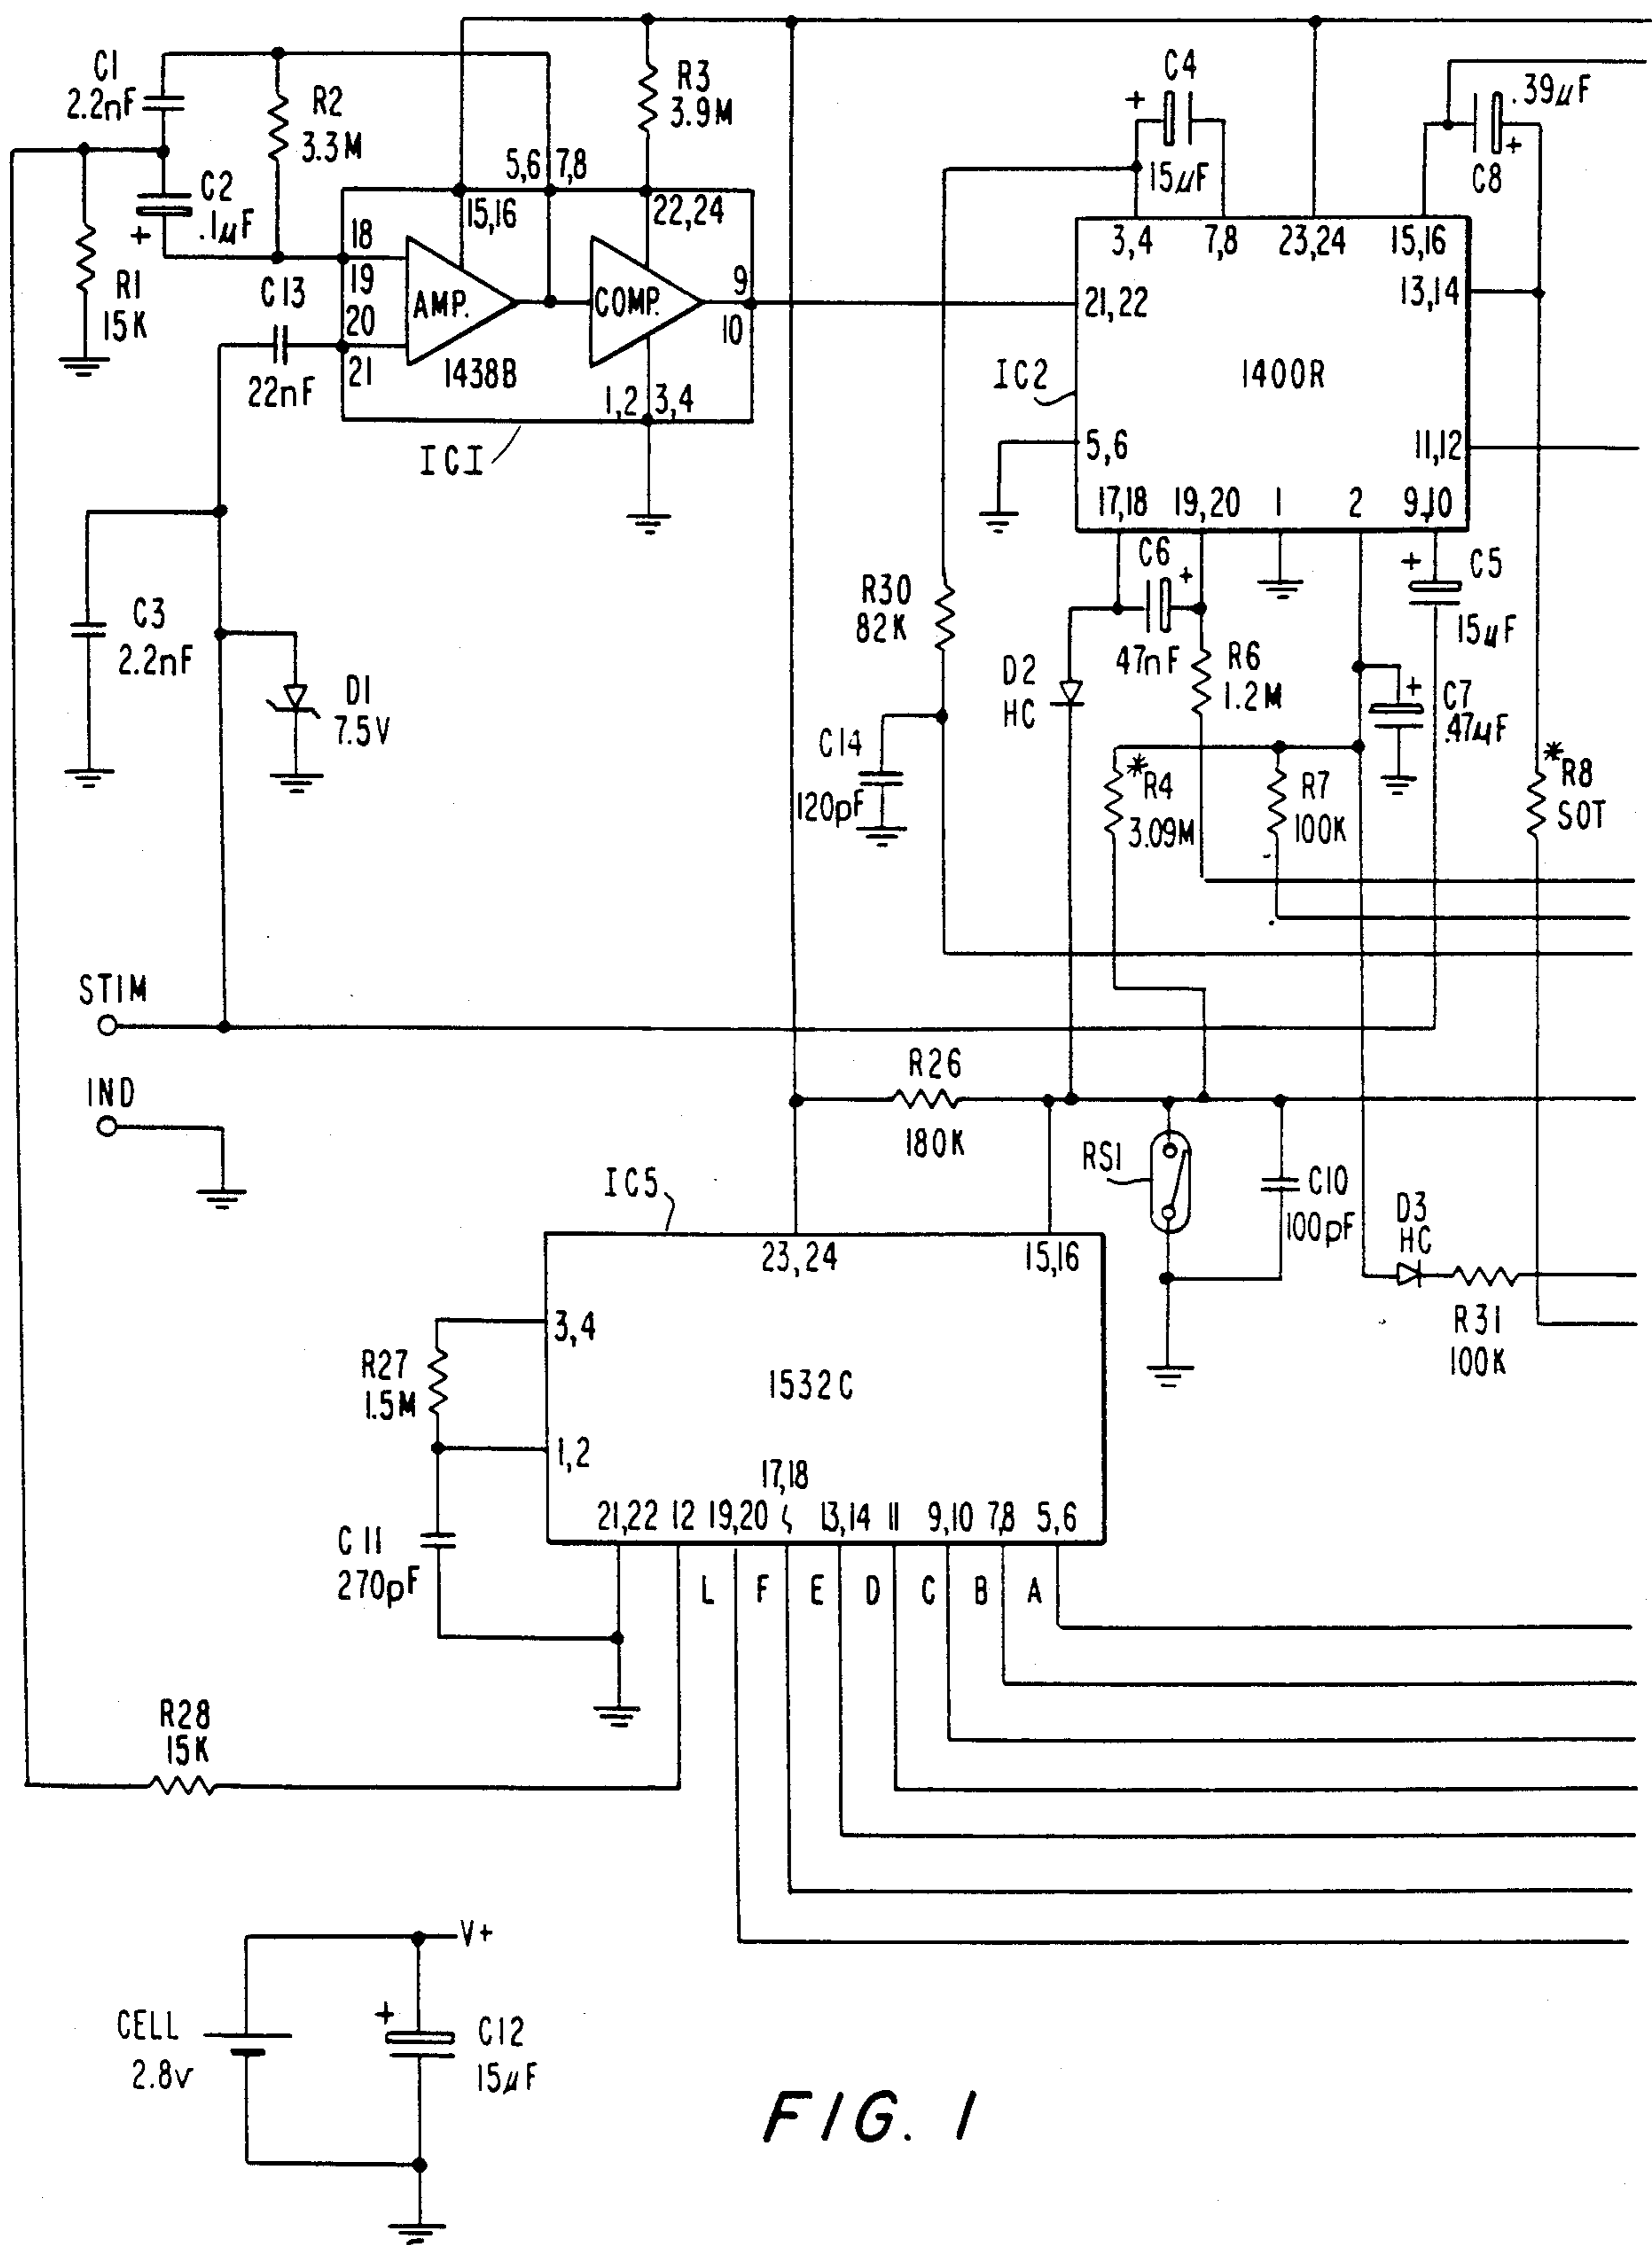 C1
2.2nF
R2
3.3M
R3
3.9M
C4
15µF
.39µF
C8
C2
.1µF
+
+
+
R1
15K
C13
22nF
5,6
7,8
15,16
22,24
18
19
20
21
AMP.
COMP.
9
10
1438B
1,2
3,4
IC1
3,4
7,8
23,24
15,16
13,14
21,22
IC2
1400R
5,6
11,12
17,18
19,20
1
2
9,10
C3
2.2nF
D1
7.5V
R30
82K
C14
120pF
D2
HC
C6
+
47nF
R6
1.2M
+
C5
15µF
+
C7
.47µF
*R4
3.09M
R7
100K
*R8
SOT
STIM
IND
R26
180K
RS1
C10
100pF
D3
HC
R31
100K
IC5
23,24
15,16
3,4
R27
1.5M
1532C
1,2
17,18
21,22
12
19,20
13,14
11
9,10
7,8
5,6
C11
270pF
L
F
E
D
C
B
A
R28
15K
V+
CELL
2.8v
+
C12
15µF
FIG. 1